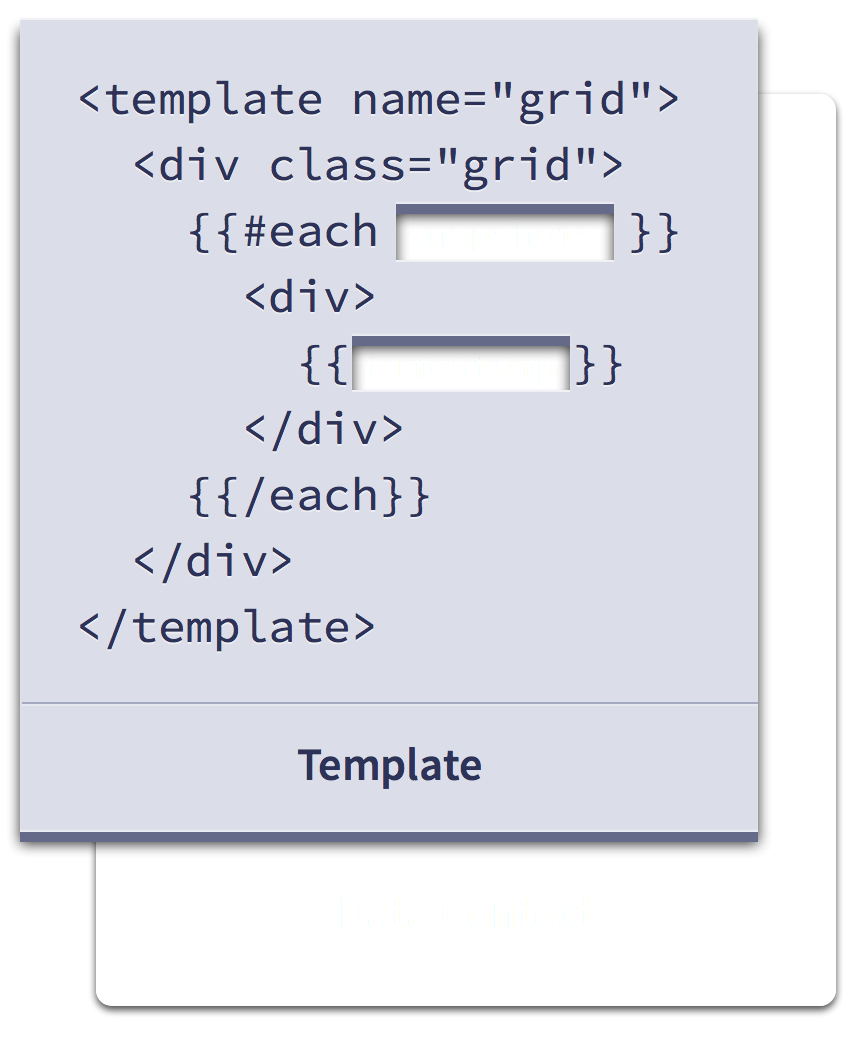 <template name="grid">
<div class="grid">
{{#each }}
<div>
{{ }}
</div>
{{/each}}
</div>
</template>
Template